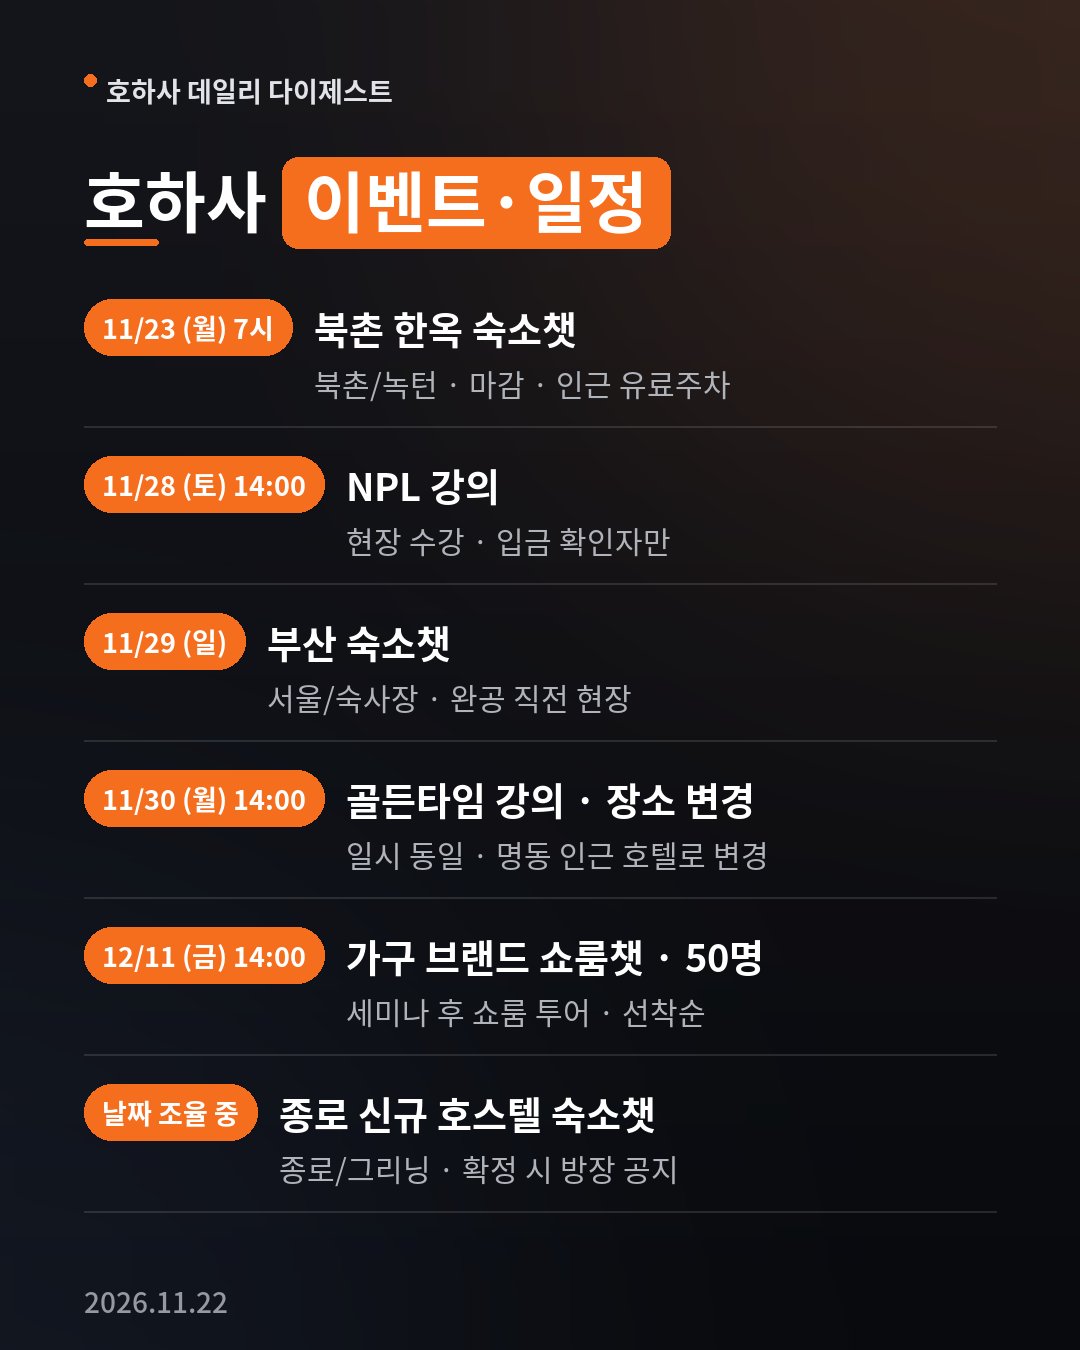 호하사 데일리 다이제스트
호하사 이벤트·일정
11/23 (월) 7시 북촌 한옥 숙소챗
북촌/녹턴 · 마감 · 인근 유료주차
11/28 (토) 14:00 NPL 강의
현장 수강 · 입금 확인자만
11/29 (일) 부산 숙소챗
서울/숙사장 · 완공 직전 현장
11/30 (월) 14:00 골든타임 강의 · 장소 변경
일시 동일 · 명동 인근 호텔로 변경
12/11 (금) 14:00 가구 브랜드 쇼룸챗 · 50명
세미나 후 쇼룸 투어 · 선착순
날짜 조율 중 종로 신규 호스텔 숙소챗
종로/그리닝 · 확정 시 방장 공지
2026.11.22